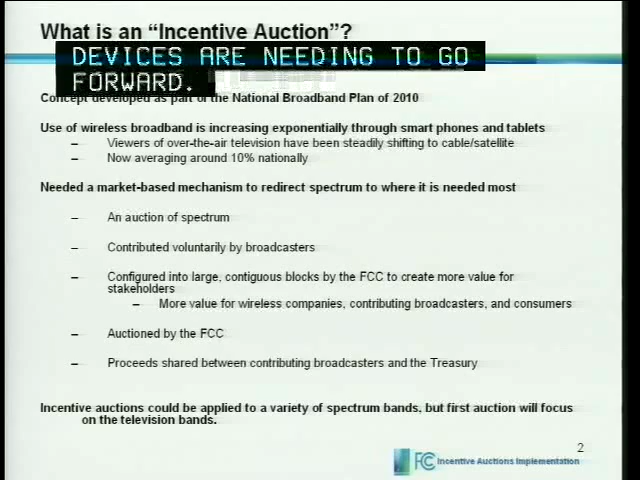 What is an “Incentive Auction”?
DEVICES ARE NEEDING TO GO
FORWARD.
Concept developed as part of the National Broadband Plan of 2010
Use of wireless broadband is increasing exponentially through smart phones and tablets
– Viewers of over-the-air television have been steadily shifting to cable/satellite
– Now averaging around 10% nationally
Needed a market-based mechanism to redirect spectrum to where it is needed most
– An auction of spectrum
– Contributed voluntarily by broadcasters
– Configured into large, contiguous blocks by the FCC to create more value for
stakeholders
– More value for wireless companies, contributing broadcasters, and consumers
– Auctioned by the FCC
– Proceeds shared between contributing broadcasters and the Treasury
Incentive auctions could be applied to a variety of spectrum bands, but first auction will focus
on the television bands.
2
FCC Incentive Auctions Implementation